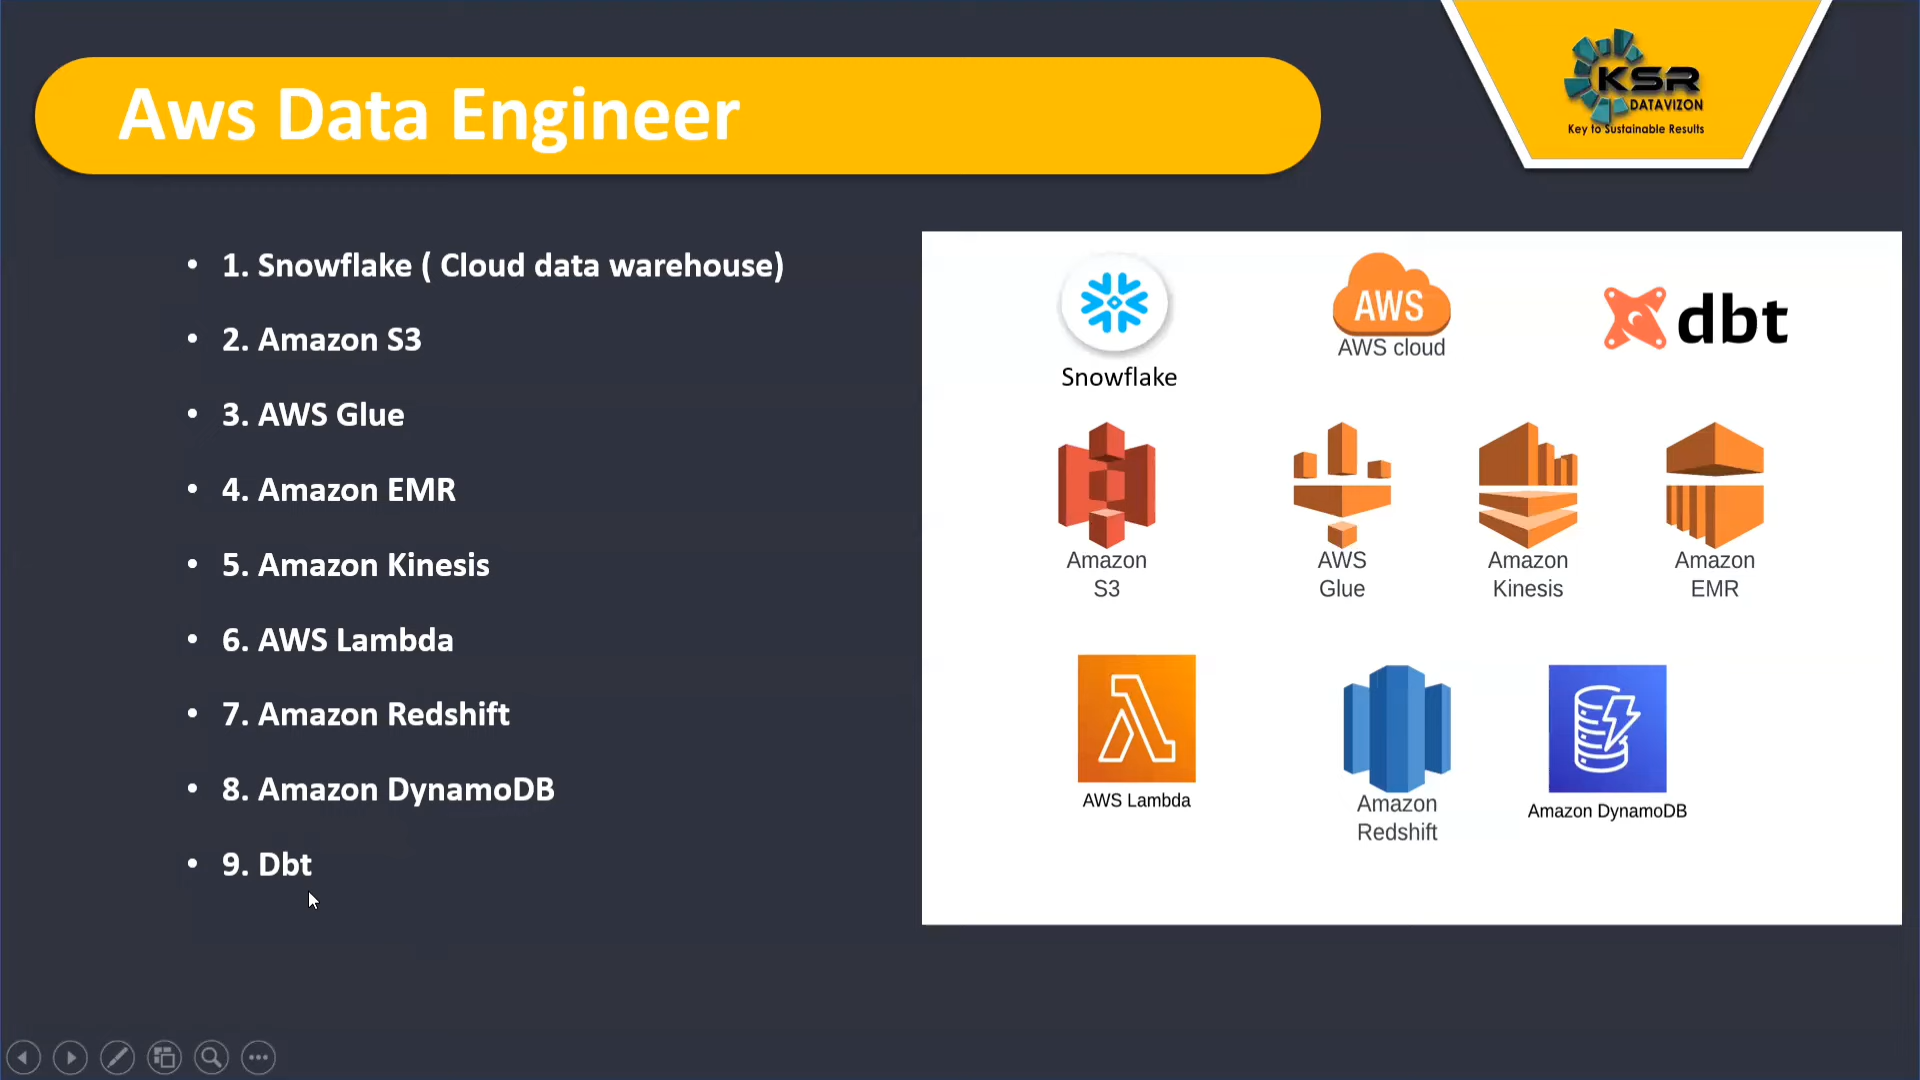 Aws Data Engineer
KSR
DATAVIZON
Key to Sustainable Results
• 1. Snowflake ( Cloud data warehouse)
• 2. Amazon S3
• 3. AWS Glue
• 4. Amazon EMR
• 5. Amazon Kinesis
• 6. AWS Lambda
• 7. Amazon Redshift
• 8. Amazon DynamoDB
• 9. Dbt
Snowflake
AWS
AWS cloud
dbt
Amazon
S3
AWS
Glue
Amazon
Kinesis
Amazon
EMR
AWS Lambda
Amazon
Redshift
Amazon DynamoDB